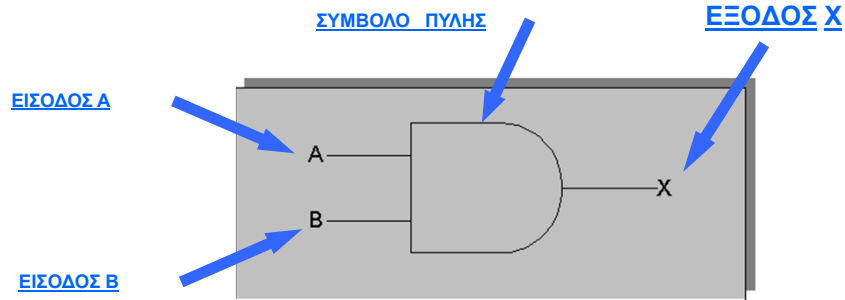 ΣΥΜΒΟΛΟ ΠΥΛΗΣ
ΕΞΟΔΟΣ Χ
ΕΙΣΟΔΟΣ Α
A
X
B
ΕΙΣΟΔΟΣ Β